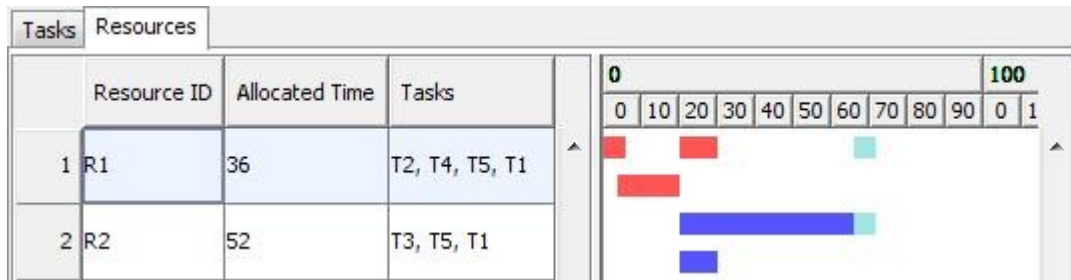 Tasks Resources
Resource ID Allocated Time Tasks
0 100
0 10 20 30 40 50 60 70 80 90 0 1
1 R1 36 T2, T4, T5, T1
2 R2 52 T3, T5, T1